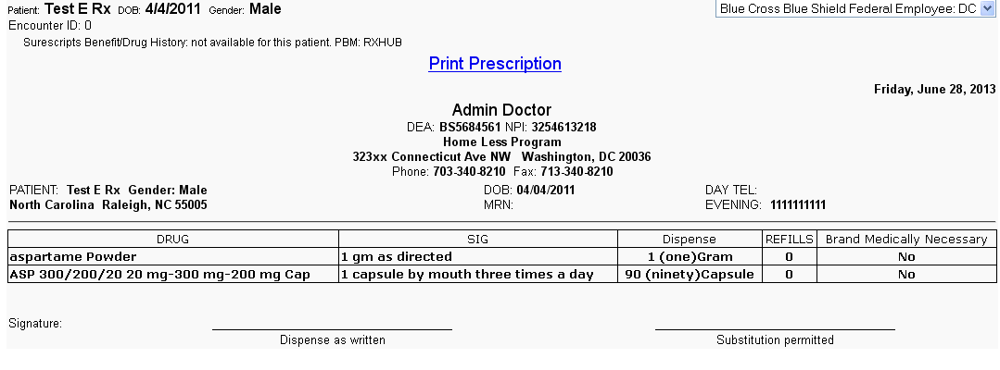 Patient: Test E Rx DOB: 4/4/2011 Gender: Male Blue Cross Blue Shield Federal Employee: DC
Encounter ID: 0
Surescripts Benefit/Drug History: not available for this patient. PBM: RXHUB
Print Prescription
Friday, June 28, 2013
Admin Doctor
DEA: BS5684561 NPI: 3254613218
Home Less Program
323xx Connecticut Ave NW Washington, DC 20036
Phone: 703-340-8210 Fax: 713-340-8210
PATIENT: Test E Rx Gender: Male DOB: 04/04/2011 DAY TEL:
North Carolina Raleigh, NC 55005 MRN: EVENING: 1111111111
DRUG SIG Dispense REFILLS Brand Medically Necessary
aspartame Powder 1 gm as directed 1 (one)Gram 0 No
ASP 300/200/20 20 mg-300 mg-200 mg Cap 1 capsule by mouth three times a day 90 (ninety)Capsule 0 No
Signature:
Dispense as written Substitution permitted